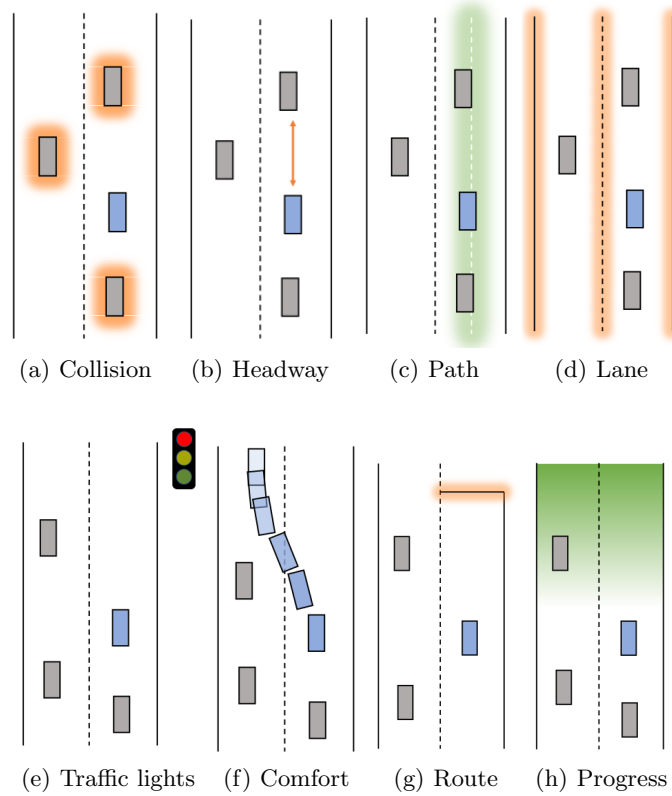 (a) Collision
(b) Headway
(c) Path
(d) Lane
(e) Traffic lights
(f) Comfort
(g) Route
(h) Progress